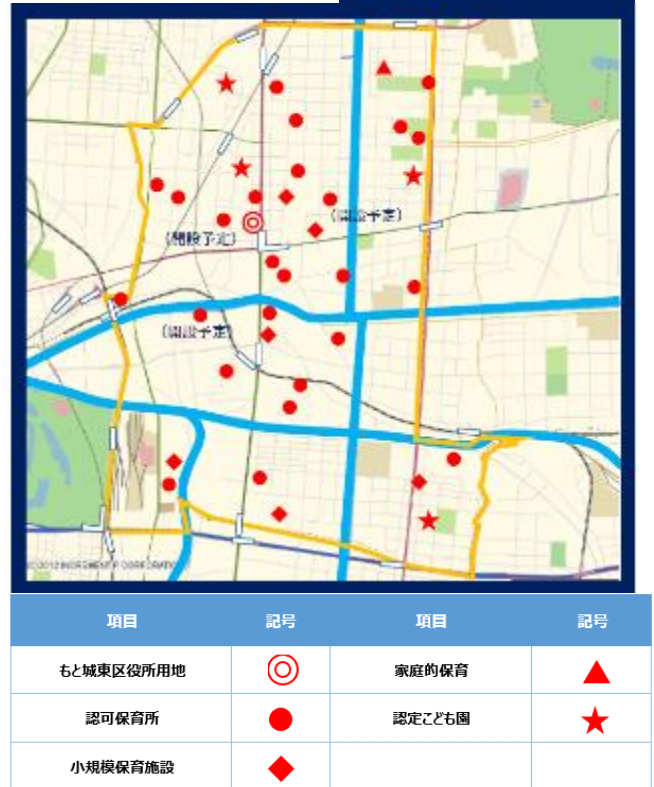 (開設予定)
(開設予定)
(開設予定)
項目 記号 項目 記号
もと城東区役所用地 家庭的保育
認可保育所 認定こども園
小規模保育施設